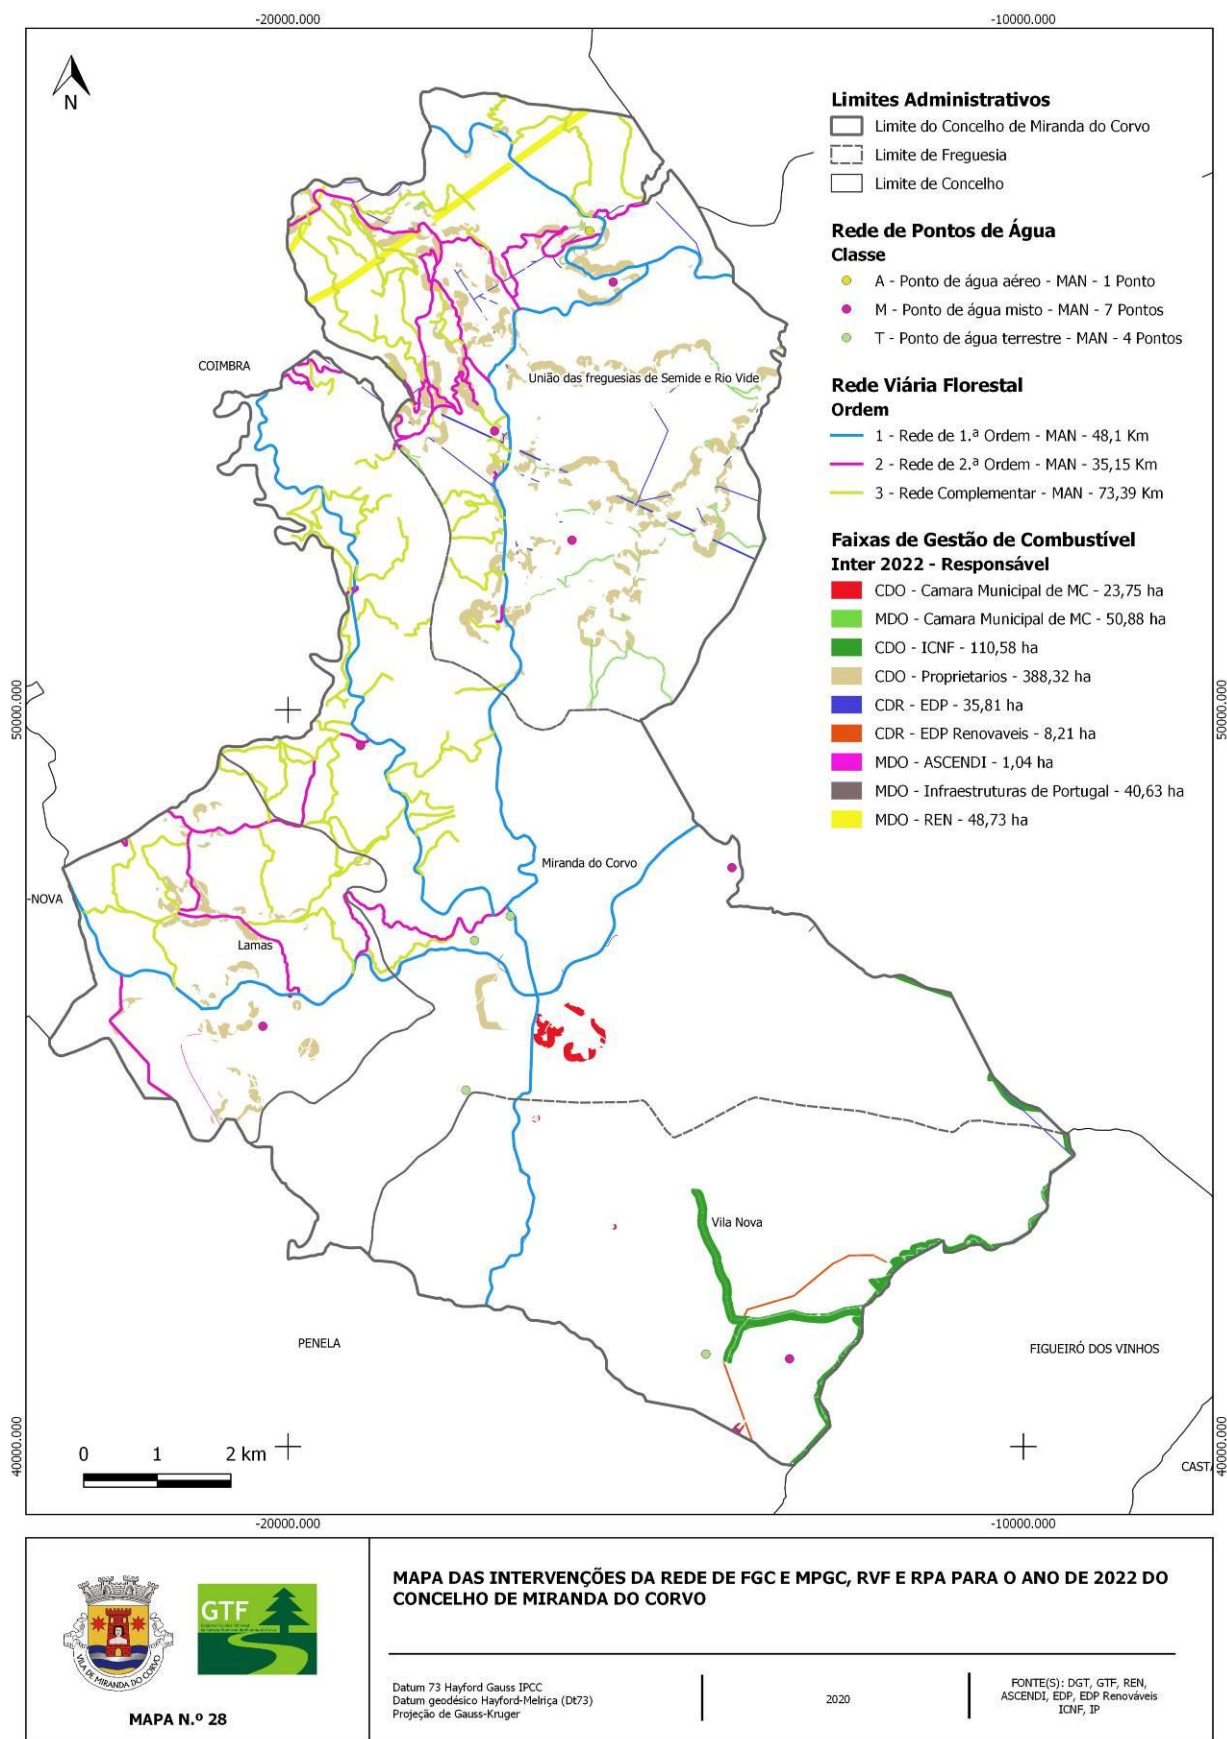 -20000.000
-10000.000
N
Limites Administrativos
Limite do Concelho de Miranda do Corvo
Limite de Freguesia
Limite de Concelho
Rede de Pontos de Água
Classe
A - Ponto de água aéreo - MAN - 1 Ponto
M - Ponto de água misto - MAN - 7 Pontos
T - Ponto de água terrestre - MAN - 4 Pontos
Rede Viária Florestal
Ordem
1 - Rede de 1.ª Ordem - MAN - 48,1 Km
2 - Rede de 2.ª Ordem - MAN - 35,15 Km
3 - Rede Complementar - MAN - 73,39 Km
Faixas de Gestão de Combustível
Inter 2022 - Responsável
CDO - Camara Municipal de MC - 23,75 ha
MDO - Camara Municipal de MC - 50,88 ha
CDO - ICNF - 110,58 ha
CDO - Proprietarios - 388,32 ha
CDR - EDP - 35,81 ha
CDR - EDP Renovaveis - 8,21 ha
MDO - ASCENDI - 1,04 ha
MDO - Infraestruturas de Portugal - 40,63 ha
MDO - REN - 48,73 ha
COIMBRA
União das freguesias de Semide e Rio Vide
50000.000
50000.000
Miranda do Corvo
-NOVA
Lamas
Vila Nova
PENELA
FIGUEIRÓ DOS VINHOS
40000.000
40000.000
0 1 2 km
CASTA
-20000.000
-10000.000
GTF
VILA DE MIRANDA DO CORVO
MAPA N.º 28
MAPA DAS INTERVENÇÕES DA REDE DE FGC E MPGC, RVF E RPA PARA O ANO DE 2022 DO
CONCELHO DE MIRANDA DO CORVO
Datum 73 Hayford Gauss IPCC
Datum geodésico Hayford-Melriça (Dt73)
Projeção de Gauss-Kruger
2020
FONTE(S): DGT, GTF, REN,
ASCENDI, EDP, EDP Renováveis
ICNF, IP